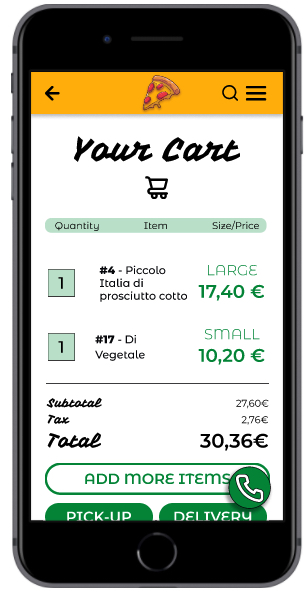 Your Cart
Quantity Item Size/Price
1 #4 - Piccolo Italia di prosciutto cotto LARGE 17,40 €
1 #17 - Di Vegetale SMALL 10,20 €
Subtotal 27,60€
Tax 2,76€
Total 30,36€
ADD MORE ITEMS
PICK-UP DELIVERY